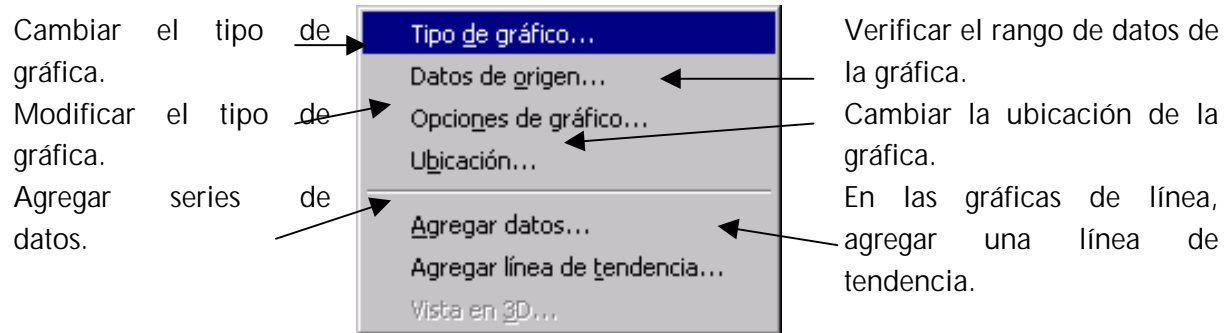 Cambiar el tipo de
gráfica.
Modificar el tipo de
gráfica.
Agregar series de
datos.
Tipo de gráfico...
Datos de origen...
Opciones de gráfico...
Ubicación...
Agregar datos...
Agregar línea de tendencia...
Vista en 3D...
Verificar el rango de datos de
la gráfica.
Cambiar la ubicación de la
gráfica.
En las gráficas de línea,
agregar una línea de
tendencia.